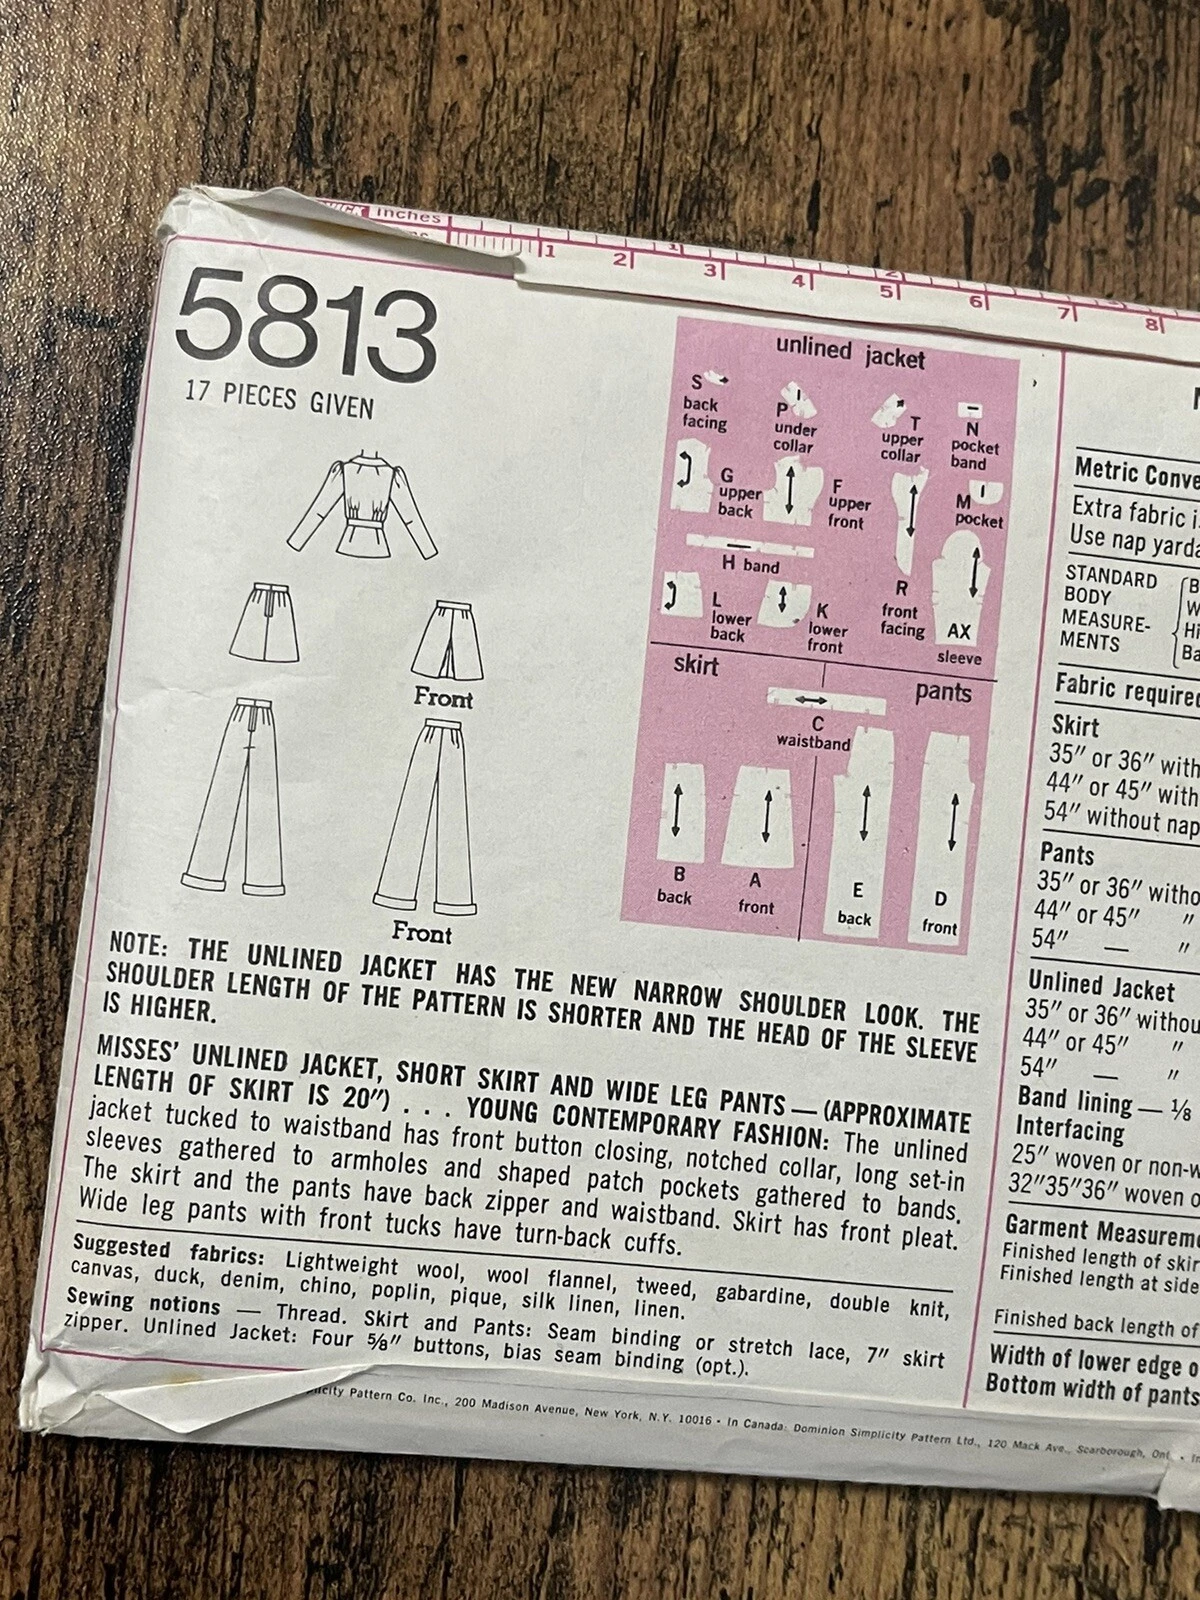 inches
1 2 3 4 5 6 7 8
1 2
5813
17 PIECES GIVEN
Front
Front
unlined jacket
S
back
facing
P
under
collar
T
upper
collar
N
pocket
band
G
upper
back
F
upper
front
M
pocket
H band
R
front
facing
L
lower
back
K
lower
front
AX
sleeve
skirt
pants
C
waistband
B
back
A
front
E
back
D
front
NOTE: THE UNLINED JACKET HAS THE NEW NARROW SHOULDER LOOK. THE
SHOULDER LENGTH OF THE PATTERN IS SHORTER AND THE HEAD OF THE SLEEVE
IS HIGHER.
MISSES' UNLINED JACKET, SHORT SKIRT AND WIDE LEG PANTS — (APPROXIMATE
LENGTH OF SKIRT IS 20") . . . YOUNG CONTEMPORARY FASHION: The unlined
jacket tucked to waistband has front button closing, notched collar, long set-in
sleeves gathered to armholes and shaped patch pockets gathered to bands.
The skirt and the pants have back zipper and waistband. Skirt has front pleat.
Wide leg pants with front tucks have turn-back cuffs.
Suggested fabrics: Lightweight wool, wool flannel, tweed, gabardine, double knit,
canvas, duck, denim, chino, poplin, pique, silk linen, linen.
Sewing notions — Thread. Skirt and Pants: Seam binding or stretch lace, 7" skirt
zipper. Unlined Jacket: Four 5/8" buttons, bias seam binding (opt.).
Metric Conve
Extra fabric i
Use nap yarda
STANDARD
BODY
MEASURE-
MENTS
B
W
Hi
Ba
Fabric required
Skirt
35" or 36" with
44" or 45" with
54" without nap
Pants
35" or 36" witho
44" or 45" "
54" — "
Unlined Jacket
35" or 36" withou
44" or 45" "
54" — "
Band lining — 1/8
Interfacing
25" woven or non-w
32"35"36" woven o
Garment Measureme
Finished length of skir
Finished length at side
Finished back length of
Width of lower edge o
Bottom width of pants
plicity Pattern Co. Inc., 200 Madison Avenue, New York, N.Y. 10016 • In Canada: Dominion Simplicity Pattern Ltd., 120 Mack Ave., Scarborough, Ont. • In